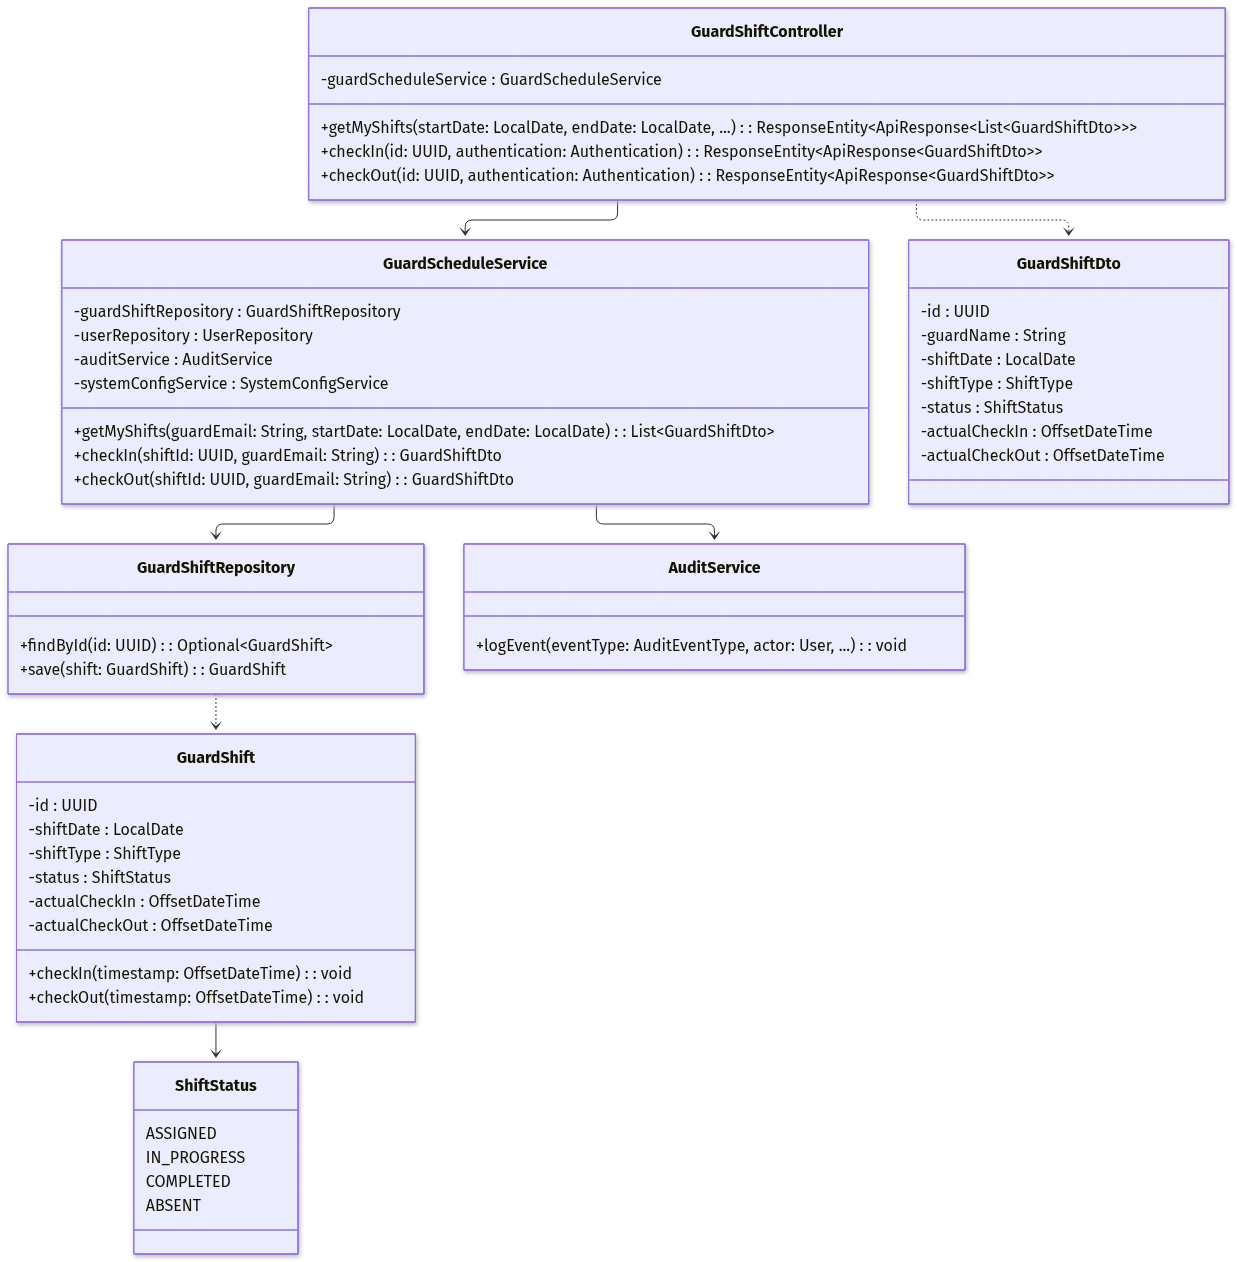 GuardShiftController
-guardScheduleService : GuardScheduleService
+getMyShifts(startDate: LocalDate, endDate: LocalDate, ...) : : ResponseEntity<ApiResponse<List<GuardShiftDto>>>
+checkIn(id: UUID, authentication: Authentication) : : ResponseEntity<ApiResponse<GuardShiftDto>>
+checkOut(id: UUID, authentication: Authentication) : : ResponseEntity<ApiResponse<GuardShiftDto>>
GuardScheduleService
-guardShiftRepository : GuardShiftRepository
-userRepository : UserRepository
-auditService : AuditService
-systemConfigService : SystemConfigService
+getMyShifts(guardEmail: String, startDate: LocalDate, endDate: LocalDate) : : List<GuardShiftDto>
+checkIn(shiftId: UUID, guardEmail: String) : : GuardShiftDto
+checkOut(shiftId: UUID, guardEmail: String) : : GuardShiftDto
GuardShiftDto
-id : UUID
-guardName : String
-shiftDate : LocalDate
-shiftType : ShiftType
-status : ShiftStatus
-actualCheckIn : OffsetDateTime
-actualCheckOut : OffsetDateTime
GuardShiftRepository
+findById(id: UUID) : : Optional<GuardShift>
+save(shift: GuardShift) : : GuardShift
AuditService
+logEvent(eventType: AuditEventType, actor: User, ...) : : void
GuardShift
-id : UUID
-shiftDate : LocalDate
-shiftType : ShiftType
-status : ShiftStatus
-actualCheckIn : OffsetDateTime
-actualCheckOut : OffsetDateTime
+checkIn(timestamp: OffsetDateTime) : : void
+checkOut(timestamp: OffsetDateTime) : : void
ShiftStatus
ASSIGNED
IN_PROGRESS
COMPLETED
ABSENT